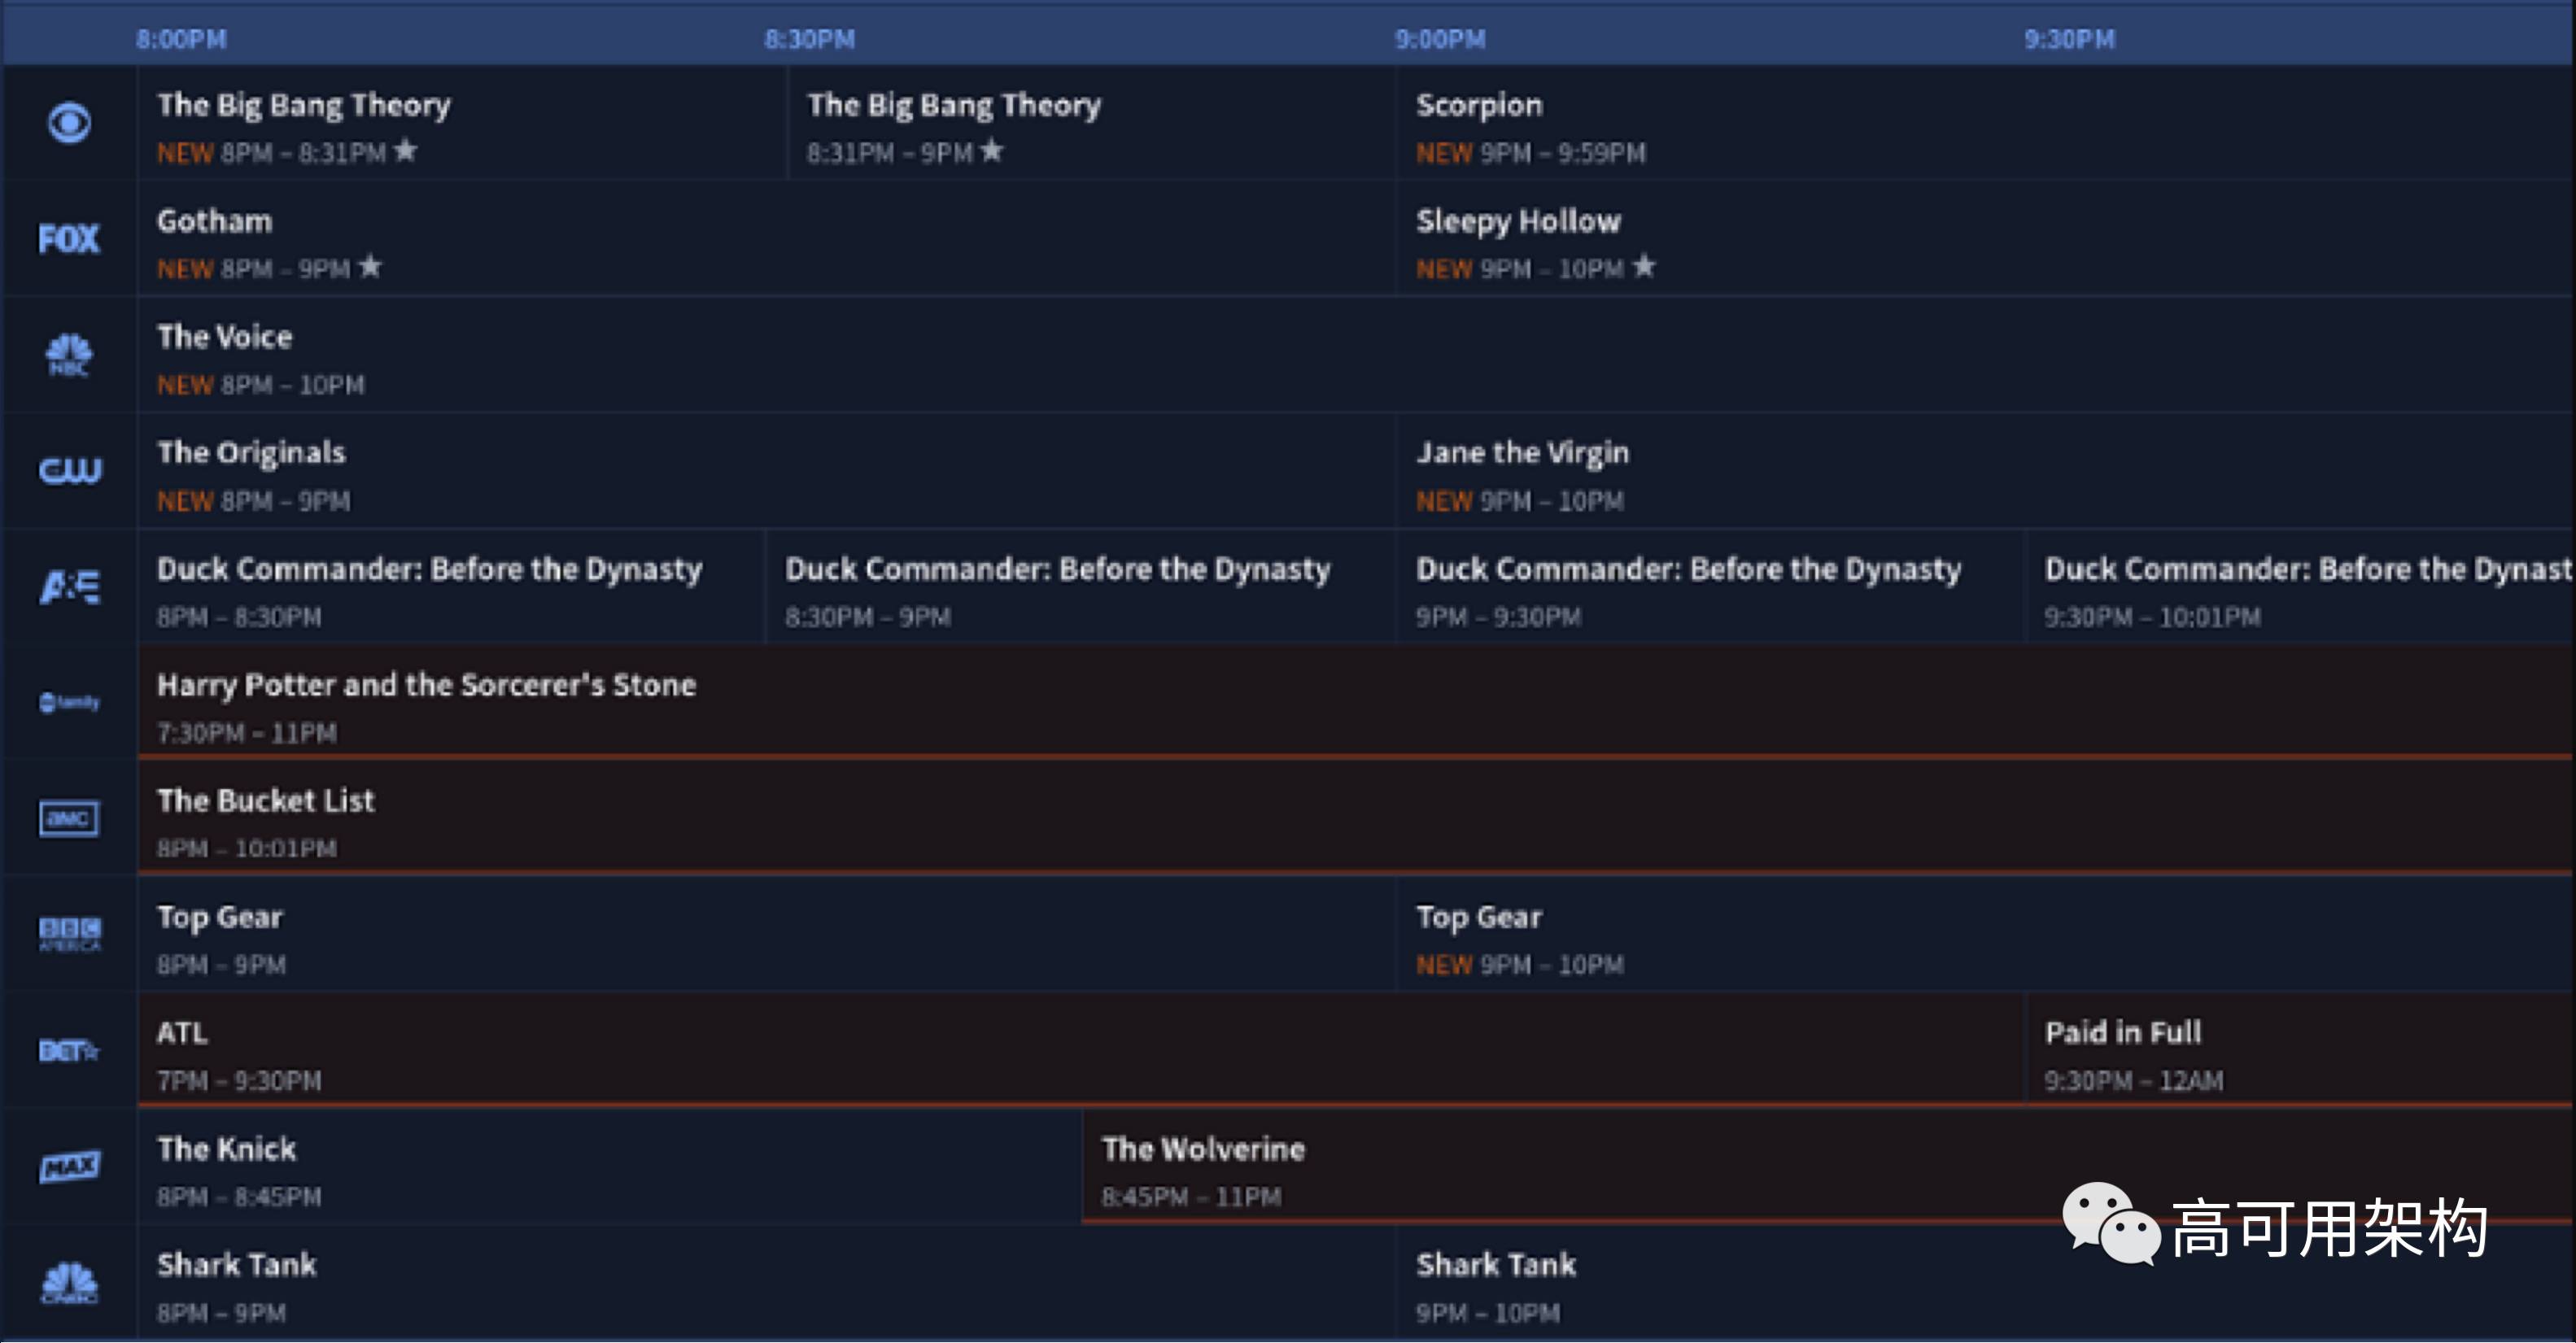 8:00PM 8:30PM 9:00PM 9:30PM
The Big Bang Theory The Big Bang Theory Scorpion
NEW 8PM – 8:31PM ★ 8:31PM – 9PM ★ NEW 9PM – 9:59PM
FOX
Gotham Sleepy Hollow
NEW 8PM – 9PM ★ NEW 9PM – 10PM ★
NBC
The Voice
NEW 8PM – 10PM
CW
The Originals Jane the Virgin
NEW 8PM – 9PM NEW 9PM – 10PM
A&E
Duck Commander: Before the Dynasty Duck Commander: Before the Dynasty Duck Commander: Before the Dynasty Duck Commander: Before the Dynast
8PM – 8:30PM 8:30PM – 9PM 9PM – 9:30PM 9:30PM – 10:01PM
family
Harry Potter and the Sorcerer's Stone
7:30PM – 11PM
amc
The Bucket List
8PM – 10:01PM
BBC
AMERICA
Top Gear Top Gear
8PM – 9PM NEW 9PM – 10PM
BET
ATL Paid in Full
7PM – 9:30PM 9:30PM – 12AM
MAX
The Knick The Wolverine
8PM – 8:45PM 8:45PM – 11PM
CNBC
Shark Tank Shark Tank
8PM – 9PM 9PM – 10PM
高可用架构